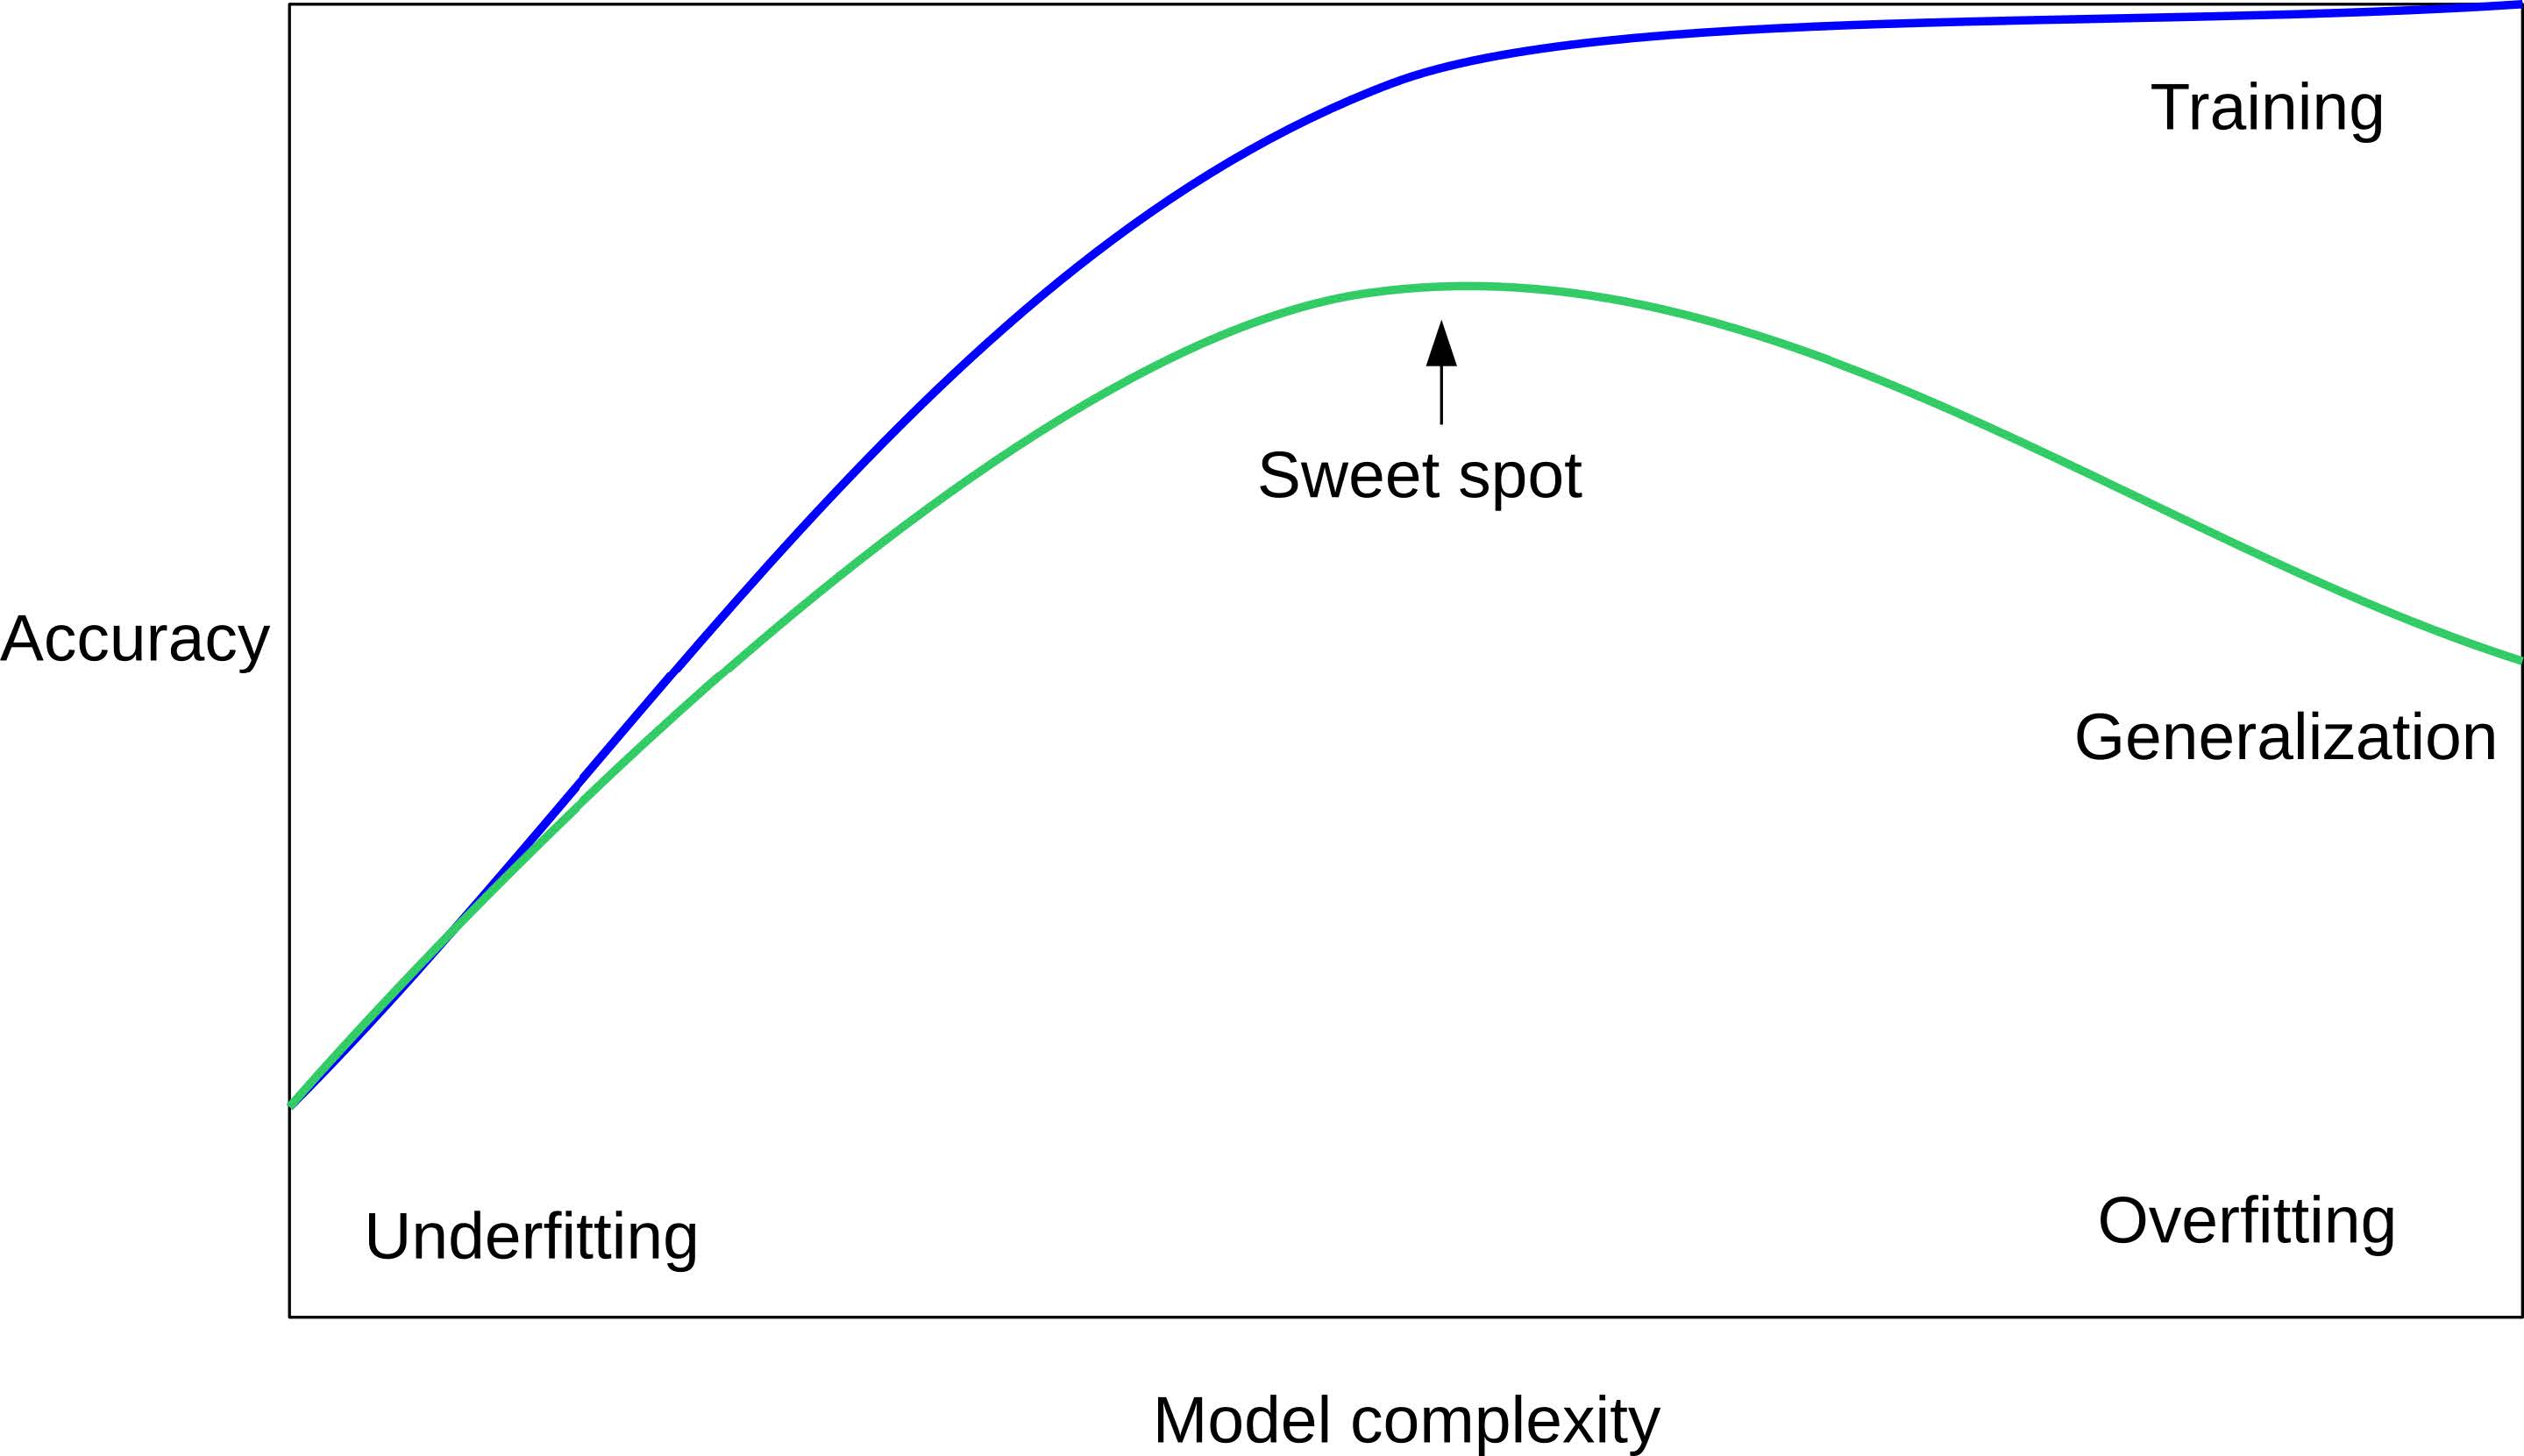 Training
Sweet spot
Accuracy
Generalization
Underfitting
Overfitting
Model complexity